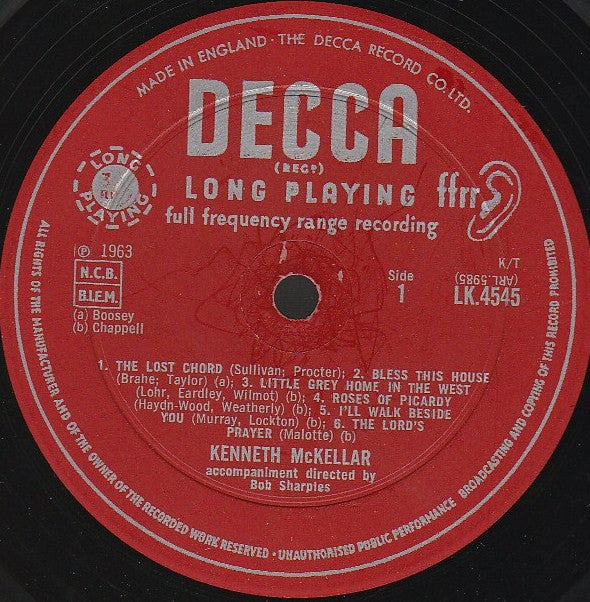 MADE IN ENGLAND · THE DECCA RECORD CO. LTD.
DECCA
(REGD)
LONG PLAYING
LONG PLAYING
ffrr
full frequency range recording
K/T
℗ 1963
Side
1
(ARL.5985)
LK.4545
N.C.B.
B.I.E.M.
(a) Boosey
(b) Chappell
1. THE LOST CHORD (Sullivan; Procter); 2. BLESS THIS HOUSE
(Brahe; Taylor) (a); 3. LITTLE GREY HOME IN THE WEST
(Lohr, Eardley, Wilmot) (b); 4. ROSES OF PICARDY
(Haydn-Wood, Weatherly) (b); 5. I'LL WALK BESIDE
YOU (Murray, Lockton) (b); 6. THE LORD'S
PRAYER (Malotte) (b)
KENNETH McKELLAR
accompaniment directed by
Bob Sharples
ALL RIGHTS OF THE MANUFACTURER AND OF THE OWNER OF THE RECORDED WORK RESERVED · UNAUTHORISED PUBLIC PERFORMANCE BROADCASTING AND COPYING OF THIS RECORD PROHIBITED